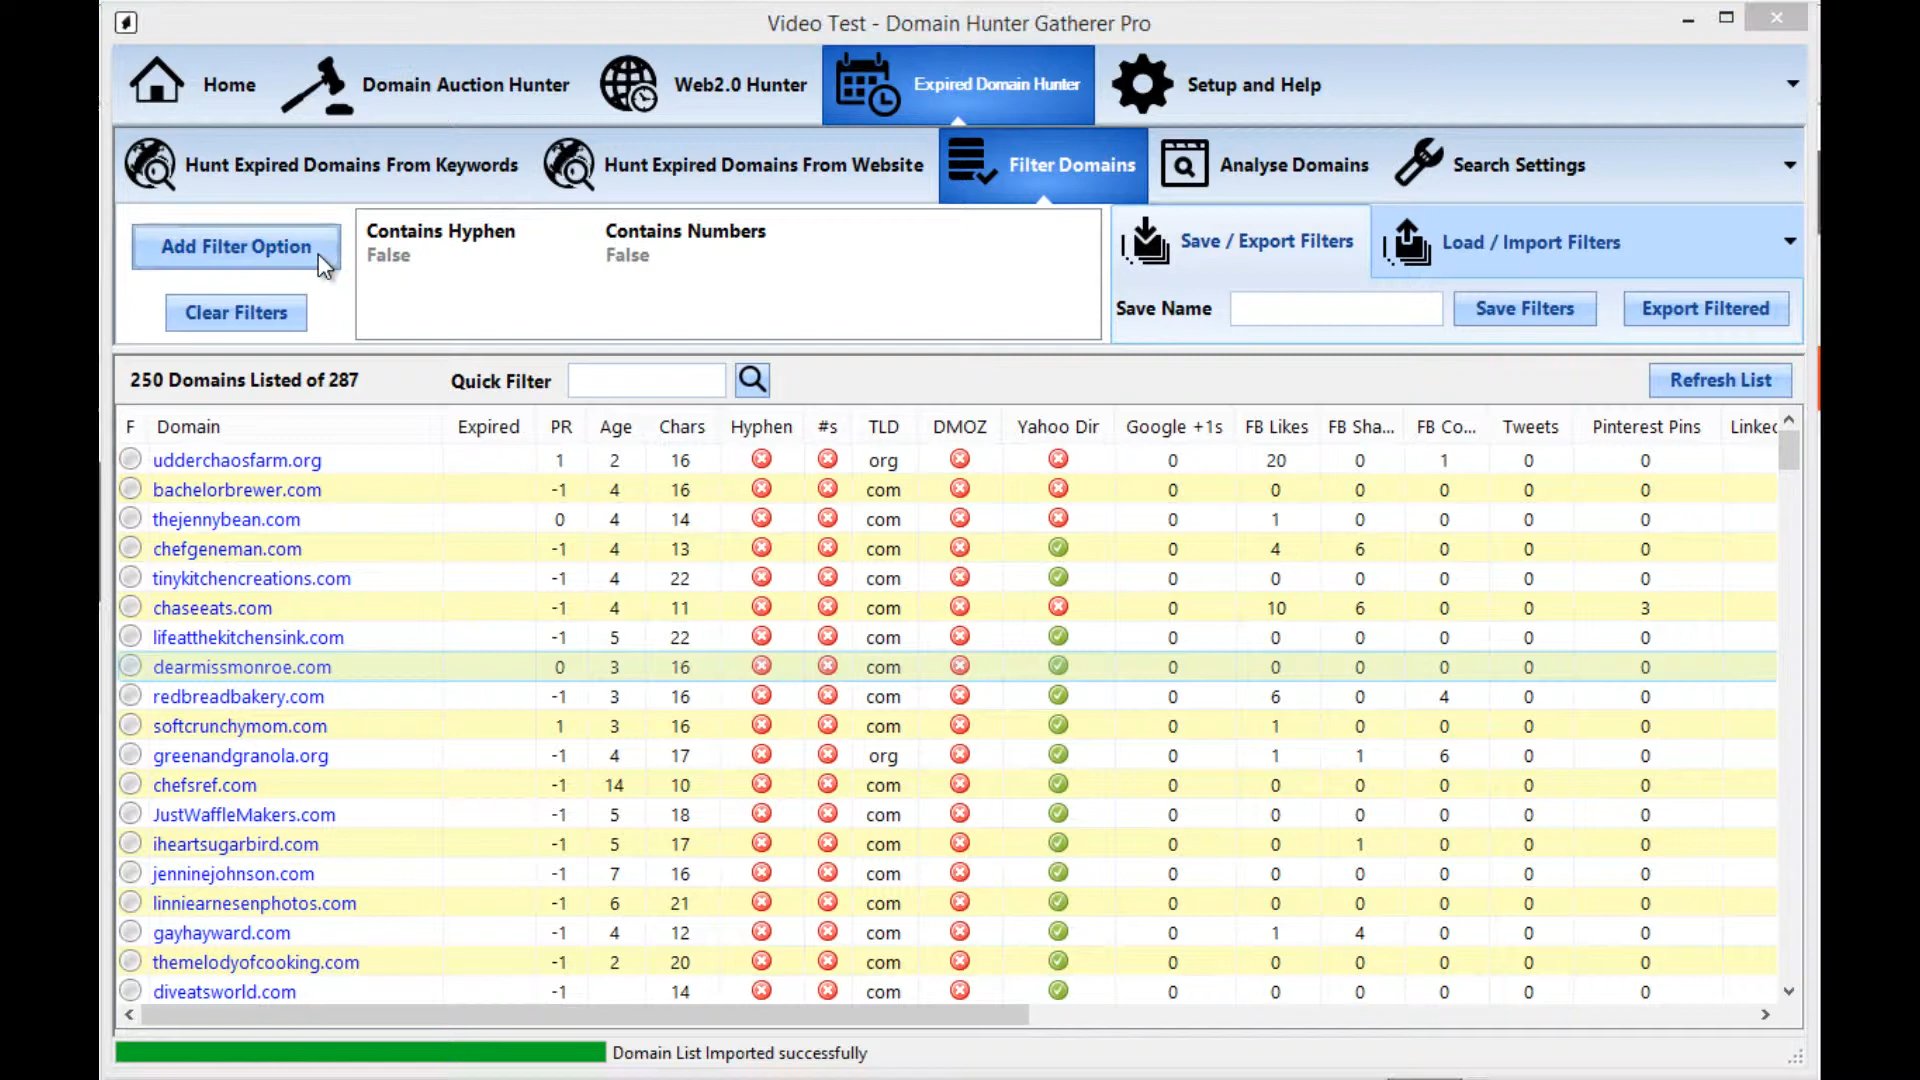 Video Test - Domain Hunter Gatherer Pro
Home Domain Auction Hunter Web2.0 Hunter Expired Domain Hunter Setup and Help
Hunt Expired Domains From Keywords Hunt Expired Domains From Website Filter Domains Analyse Domains Search Settings
Add Filter Option Contains Hyphen Contains Numbers Save / Export Filters Load / Import Filters
False False
Clear Filters Save Name Save Filters Export Filtered
250 Domains Listed of 287 Quick Filter Refresh List
F Domain Expired PR Age Chars Hyphen #s TLD DMOZ Yahoo Dir Google +1s FB Likes FB Sha... FB Co... Tweets Pinterest Pins Linked
udderchaosfarm.org 1 2 16 org 0 20 0 1 0 0
bachelorbrewer.com -1 4 16 com 0 0 0 0 0 0
thejennybean.com 0 4 14 com 0 1 0 0 0 0
chefgeneman.com -1 4 13 com 0 4 6 0 0 0
tinykitchencreations.com -1 4 22 com 0 0 0 0 0 0
chaseeats.com -1 4 11 com 0 10 6 0 0 3
lifeatthekitchensink.com -1 5 22 com 0 0 0 0 0 0
dearmissmonroe.com 0 3 16 com 0 0 0 0 0 0
redbreadbakery.com -1 3 16 com 0 6 0 4 0 0
softcrunchymom.com 1 3 16 com 0 1 0 0 0 0
greenandgranola.org -1 4 17 org 0 1 1 6 0 0
chefsref.com -1 14 10 com 0 0 0 0 0 0
JustWaffleMakers.com -1 5 18 com 0 0 0 0 0 0
iheartsugarbird.com -1 5 17 com 0 0 1 0 0 0
jenninejohnson.com -1 7 16 com 0 0 0 0 0 0
linniearnesenphotos.com -1 6 21 com 0 0 0 0 0 0
gayhayward.com -1 4 12 com 0 1 4 0 0 0
themelodyofcooking.com -1 2 20 com 0 0 0 0 0 0
diveatsworld.com -1 14 com 0 0 0 0 0 0
Domain List Imported successfully